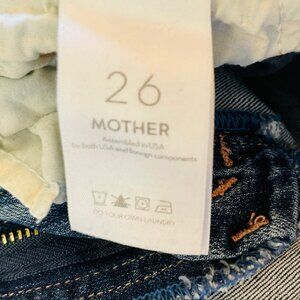 26
MOTHER
Assembled in USA
by both USA and foreign components
DO YOUR OWN LAUNDRY